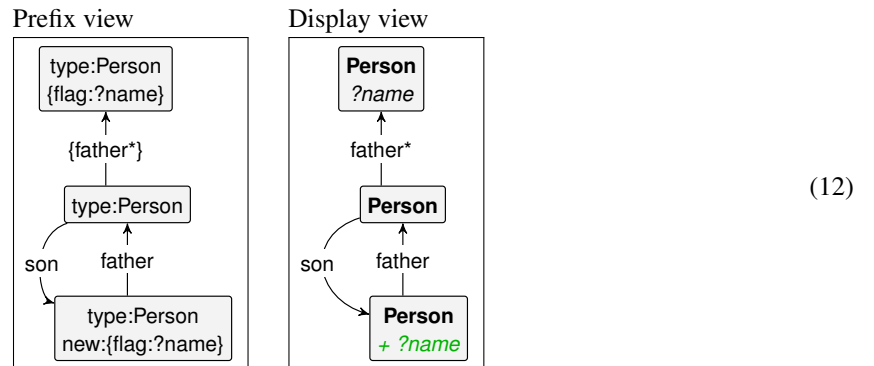 Prefix view
type:Person
{flag:?name}
{father*}
type:Person
son
father
type:Person
new:{flag:?name}
Display view
Person
?name
father*
Person
son
father
Person
+ ?name
(12)